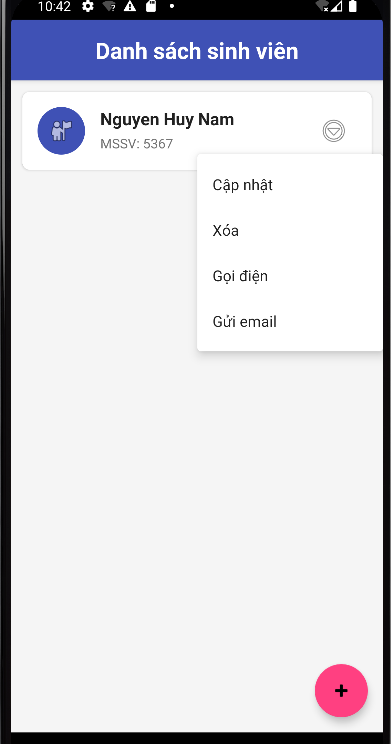 10:42
Danh sách sinh viên
Nguyen Huy Nam
MSSV: 5367
Cập nhật
Xóa
Gọi điện
Gửi email
+